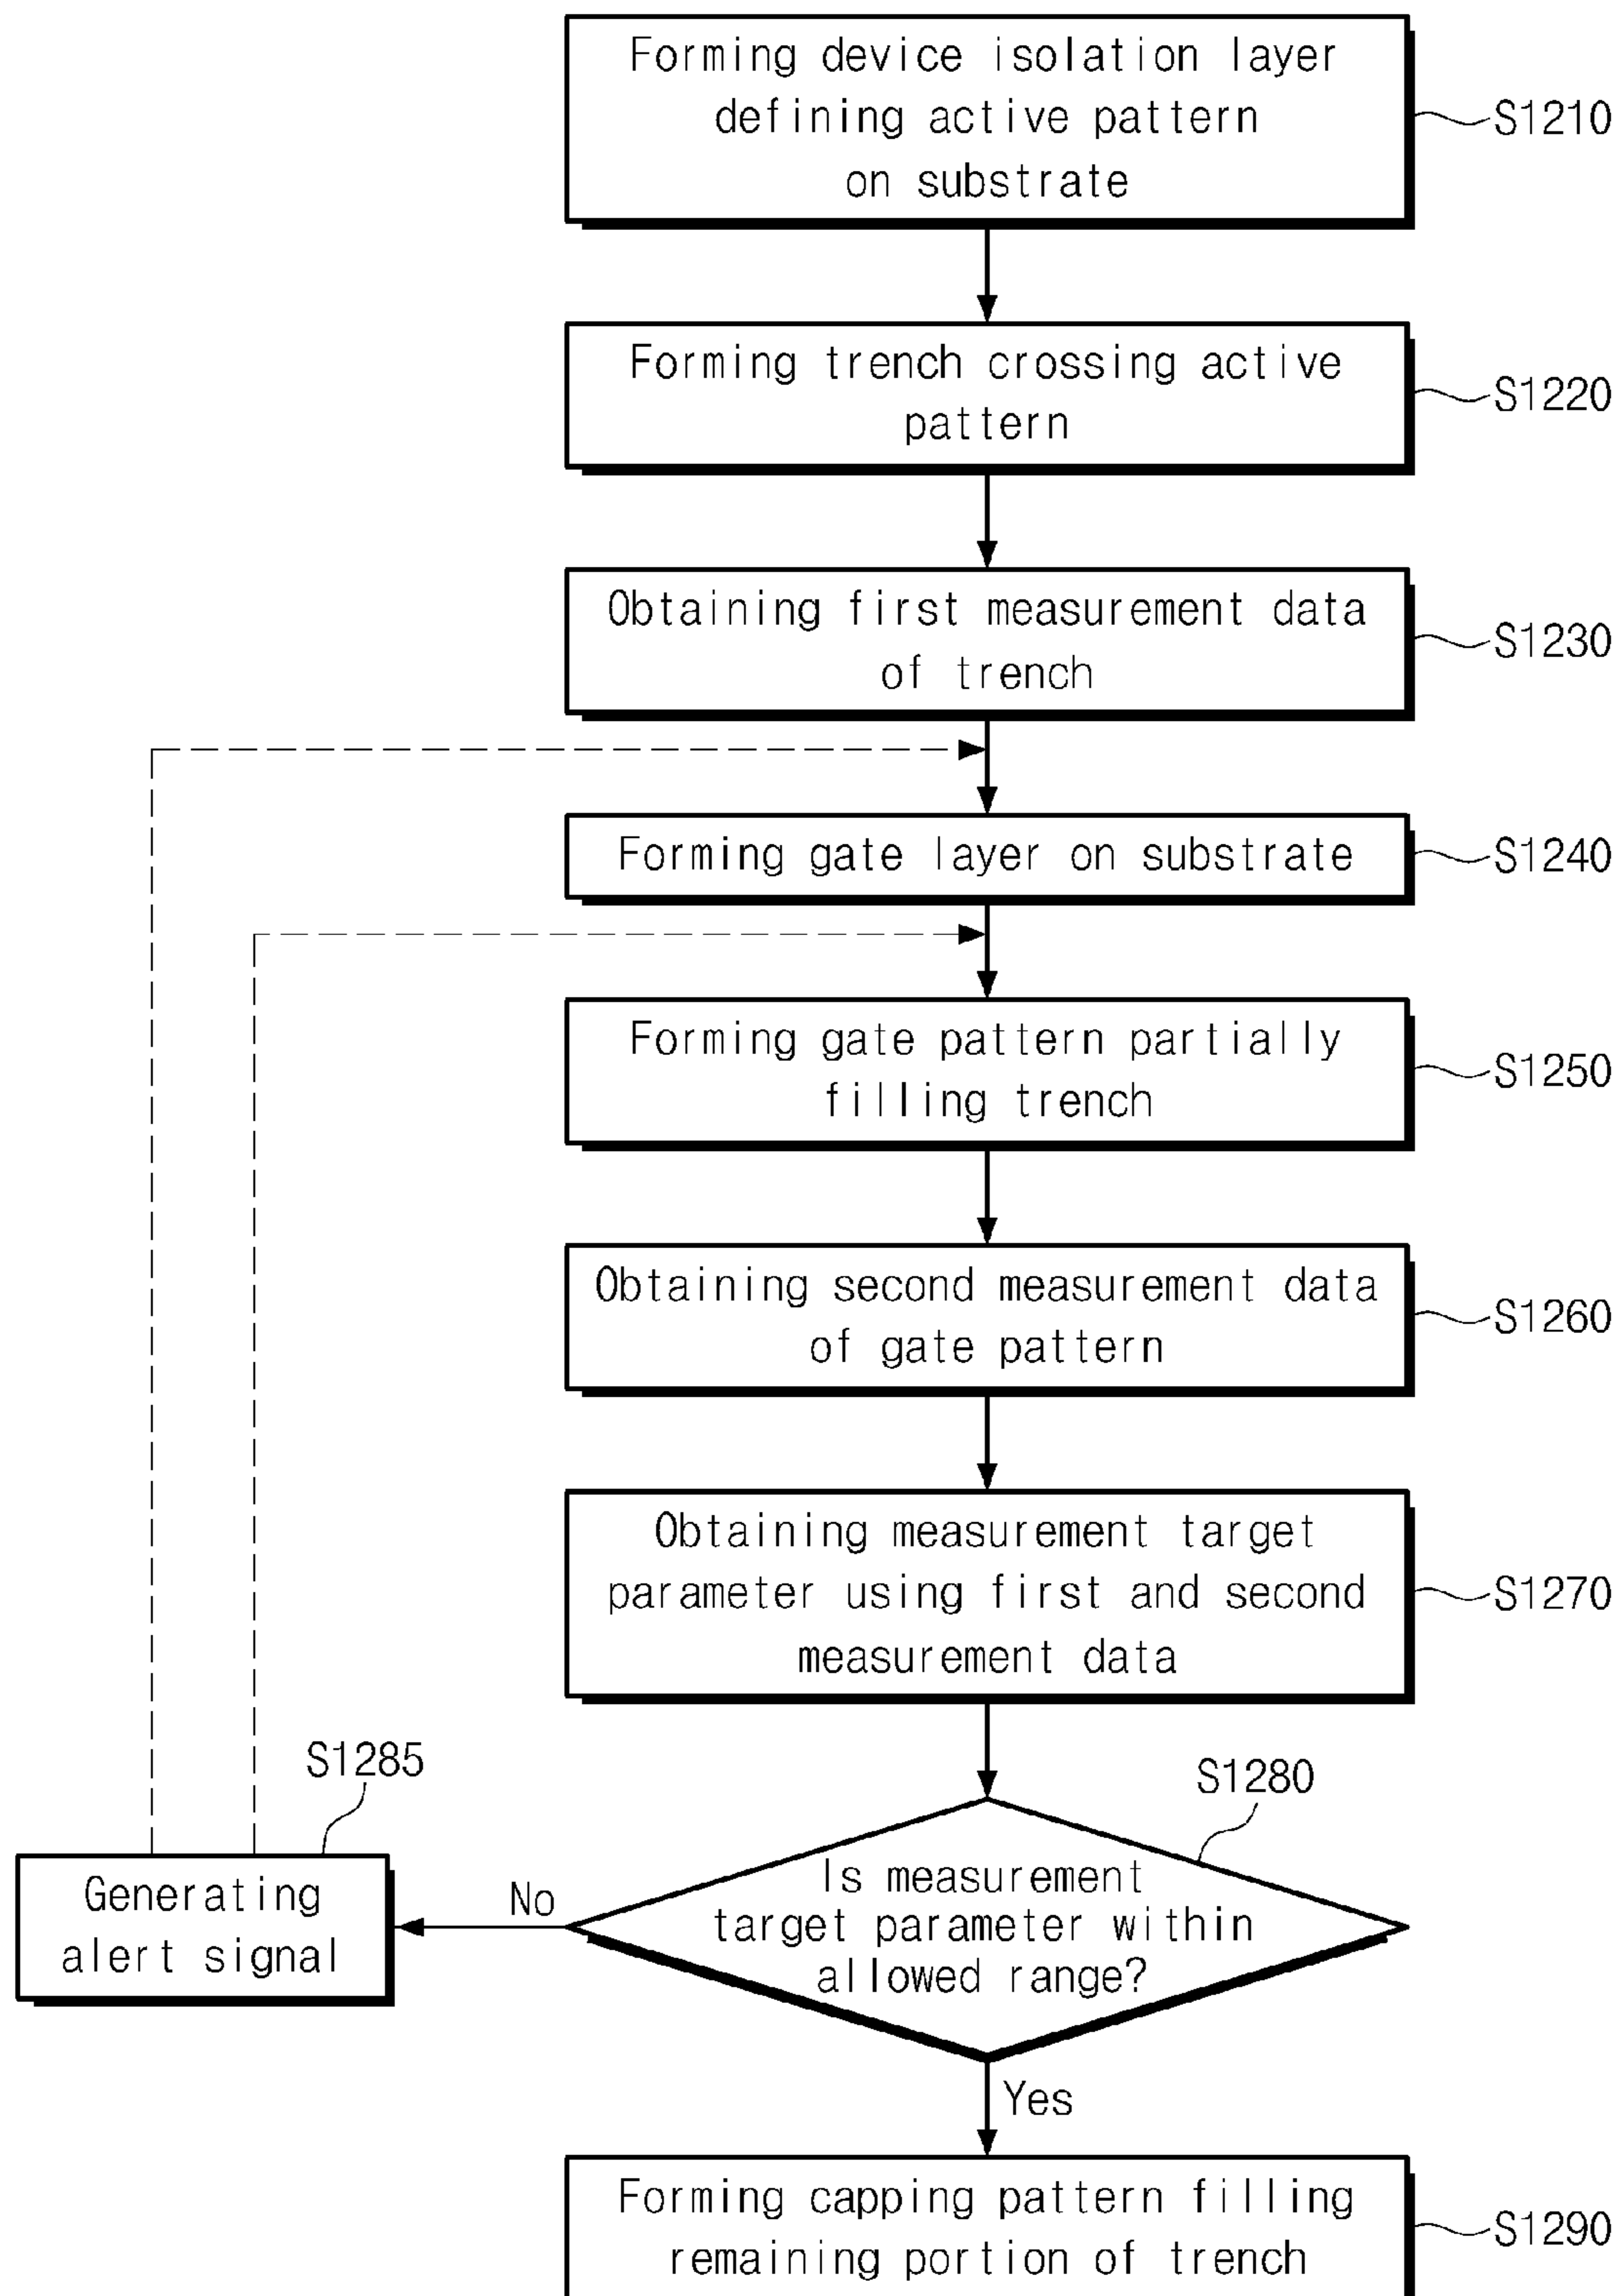 Forming device isolation layer
defining active pattern
on substrate
S1210
Forming trench crossing active
pattern
S1220
Obtaining first measurement data
of trench
S1230
Forming gate layer on substrate
S1240
Forming gate pattern partially
filling trench
S1250
Obtaining second measurement data
of gate pattern
S1260
Obtaining measurement target
parameter using first and second
measurement data
S1270
S1285
S1280
Generating
alert signal
No
Is measurement
target parameter within
allowed range?
Yes
Forming capping pattern filling
remaining portion of trench
S1290